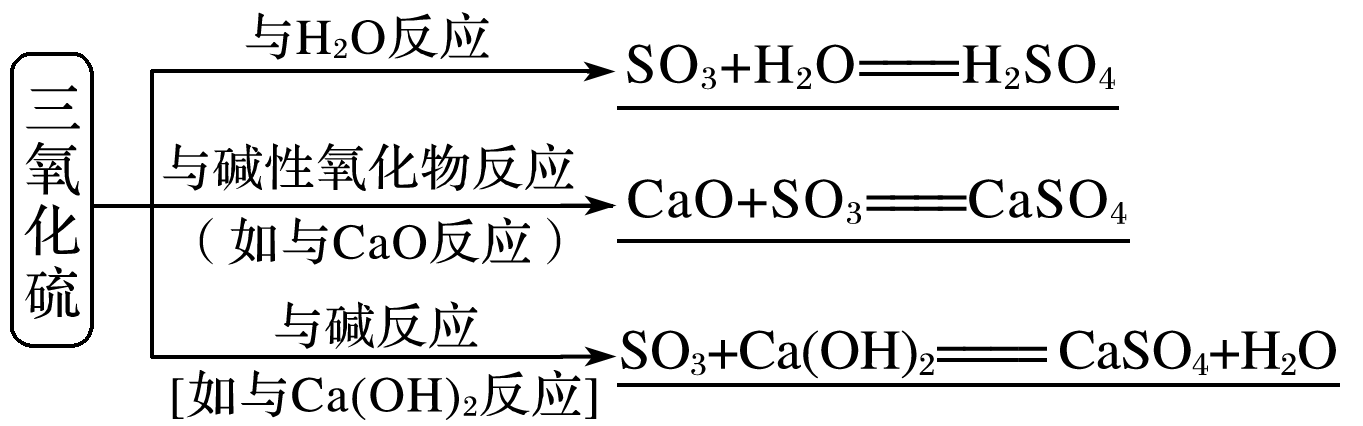 三氧化硫
与H₂O反应
SO₃+H₂O══H₂SO₄
与碱性氧化物反应
（如与CaO反应）
CaO+SO₃══CaSO₄
与碱反应
[如与Ca(OH)₂反应]
SO₃+Ca(OH)₂══ CaSO₄+H₂O